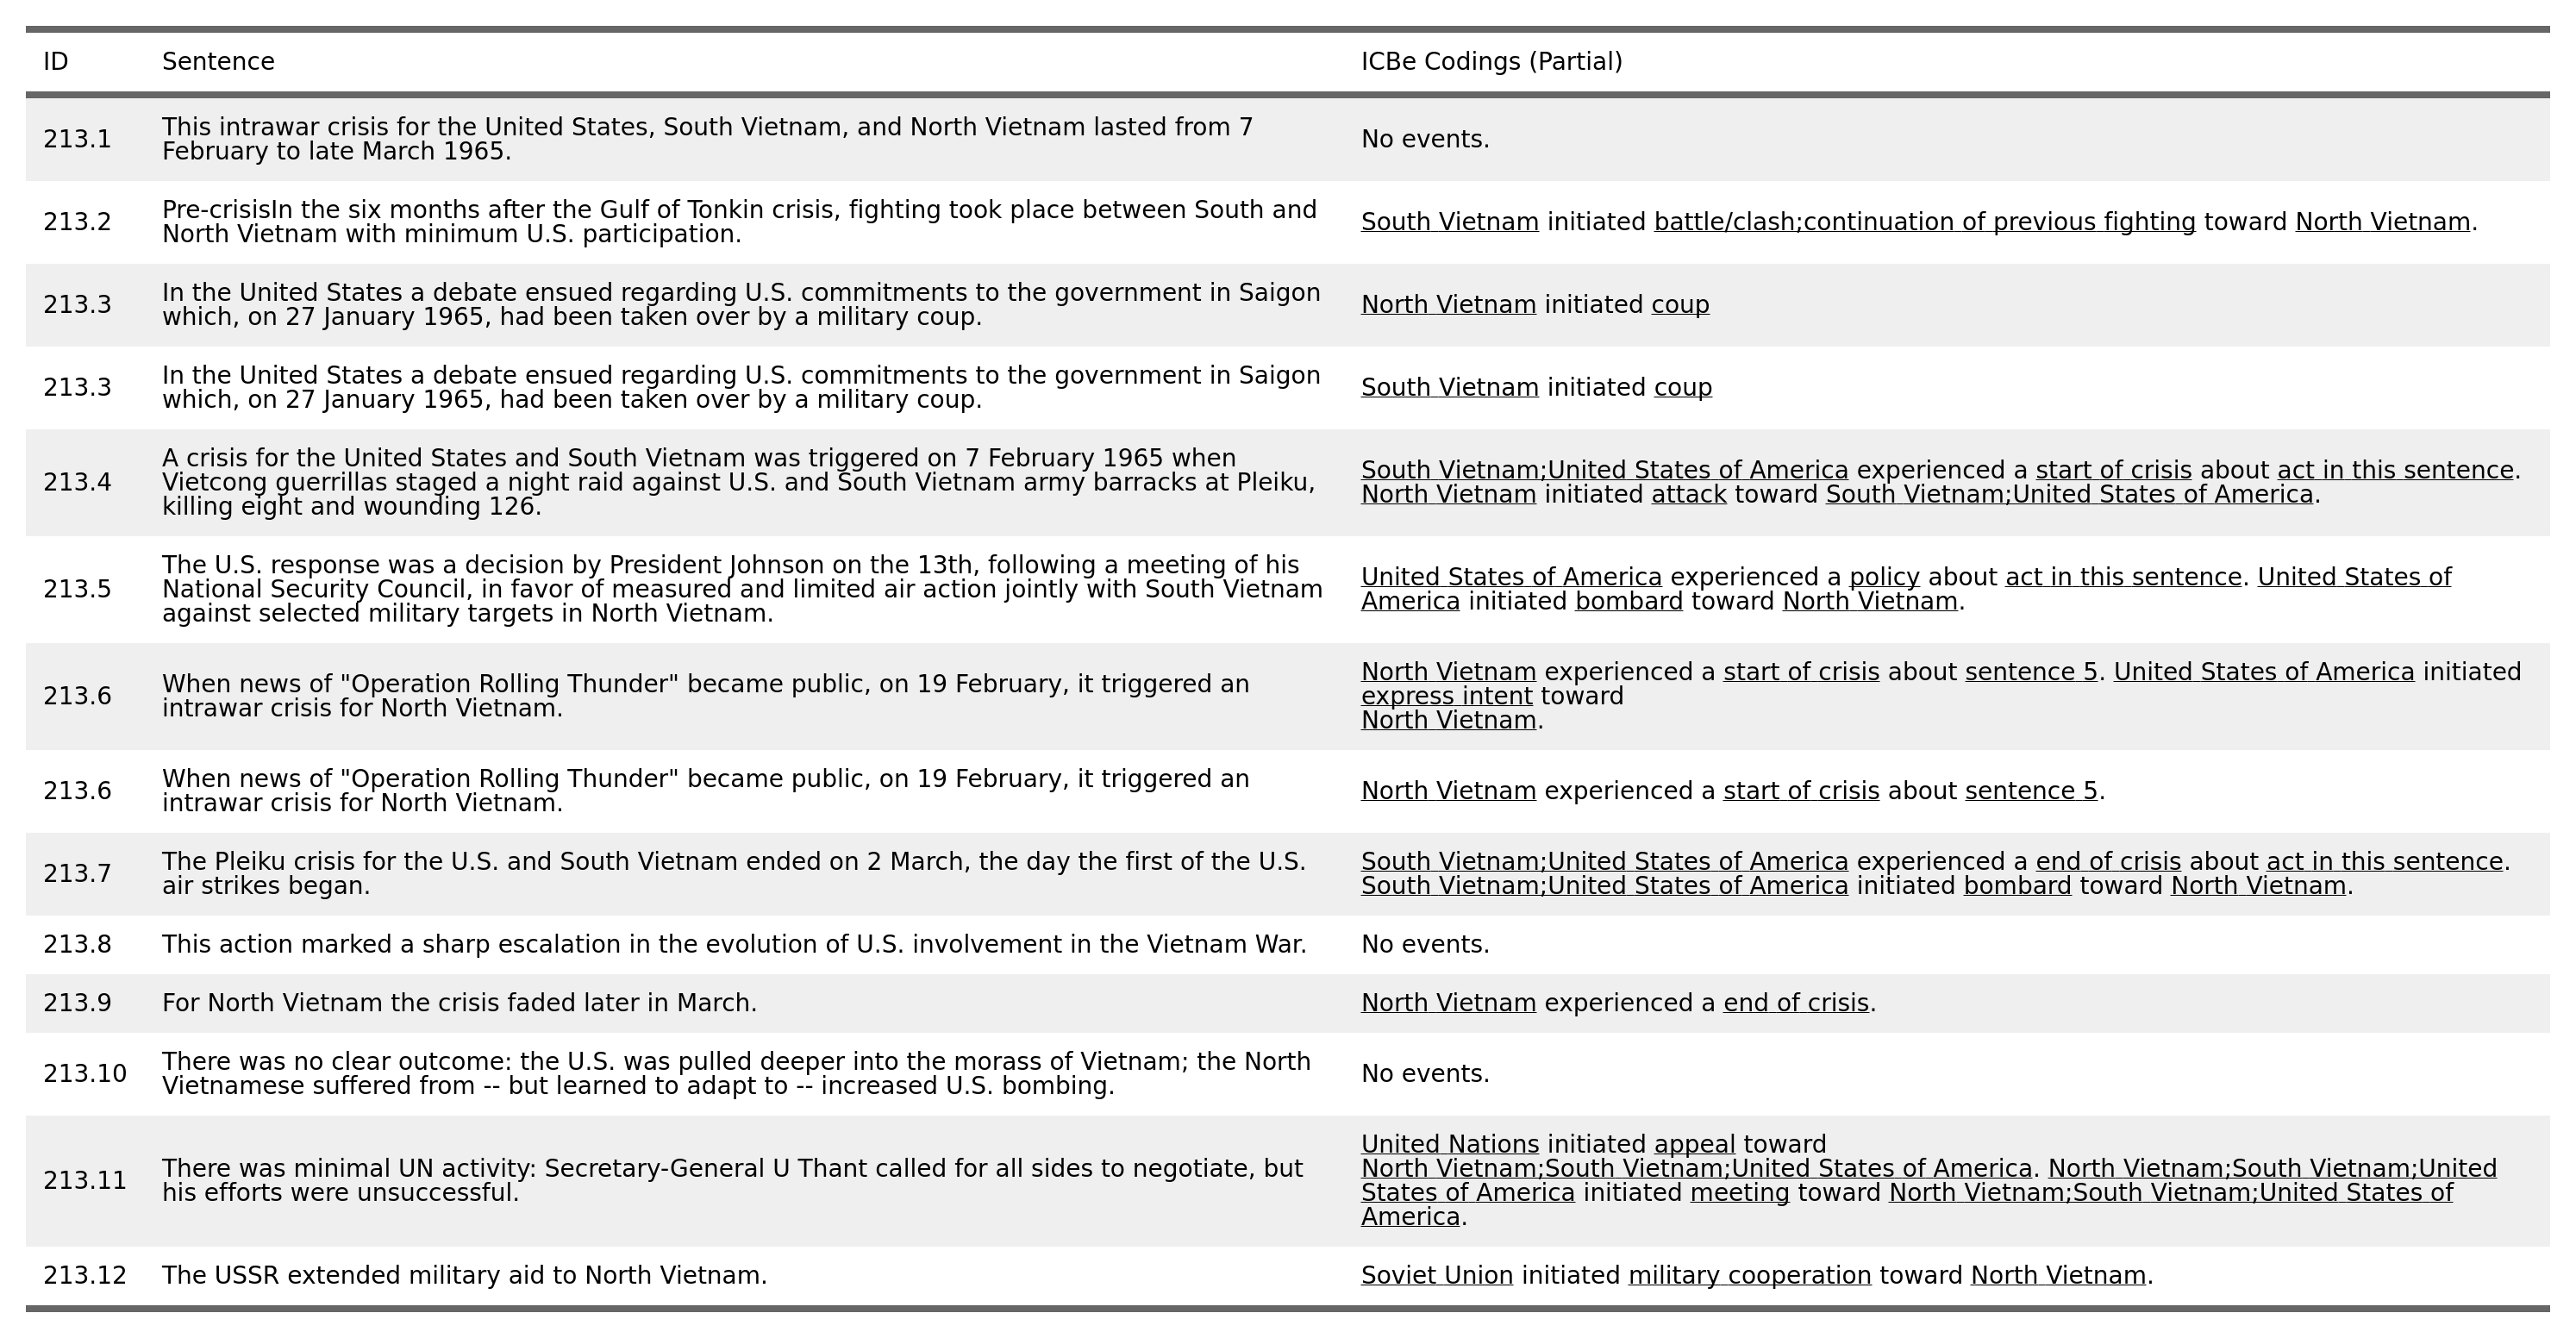 ID Sentence ICBe Codings (Partial)
213.1 This intrawar crisis for the United States, South Vietnam, and North Vietnam lasted from 7
February to late March 1965. No events.
213.2 Pre-crisisIn the six months after the Gulf of Tonkin crisis, fighting took place between South and
North Vietnam with minimum U.S. participation. South Vietnam initiated battle/clash;continuation of previous fighting toward North Vietnam.
213.3 In the United States a debate ensued regarding U.S. commitments to the government in Saigon
which, on 27 January 1965, had been taken over by a military coup. North Vietnam initiated coup
213.3 In the United States a debate ensued regarding U.S. commitments to the government in Saigon
which, on 27 January 1965, had been taken over by a military coup. South Vietnam initiated coup
213.4
A crisis for the United States and South Vietnam was triggered on 7 February 1965 when
Vietcong guerrillas staged a night raid against U.S. and South Vietnam army barracks at Pleiku,
killing eight and wounding 126.
South Vietnam;United States of America experienced a start of crisis about act in this sentence.
North Vietnam initiated attack toward South Vietnam;United States of America.
213.5
The U.S. response was a decision by President Johnson on the 13th, following a meeting of his
National Security Council, in favor of measured and limited air action jointly with South Vietnam
against selected military targets in North Vietnam.
United States of America experienced a policy about act in this sentence. United States of
America initiated bombard toward North Vietnam.
213.6
When news of "Operation Rolling Thunder" became public, on 19 February, it triggered an
intrawar crisis for North Vietnam.
North Vietnam experienced a start of crisis about sentence 5. United States of America initiated
express intent toward
North Vietnam.
213.6
When news of "Operation Rolling Thunder" became public, on 19 February, it triggered an
intrawar crisis for North Vietnam.
North Vietnam experienced a start of crisis about sentence 5.
213.7
The Pleiku crisis for the U.S. and South Vietnam ended on 2 March, the day the first of the U.S.
air strikes began.
South Vietnam;United States of America experienced a end of crisis about act in this sentence.
South Vietnam;United States of America initiated bombard toward North Vietnam.
213.8 This action marked a sharp escalation in the evolution of U.S. involvement in the Vietnam War. No events.
213.9 For North Vietnam the crisis faded later in March. North Vietnam experienced a end of crisis.
213.10
There was no clear outcome: the U.S. was pulled deeper into the morass of Vietnam; the North
Vietnamese suffered from -- but learned to adapt to -- increased U.S. bombing.
No events.
213.11
There was minimal UN activity: Secretary-General U Thant called for all sides to negotiate, but
his efforts were unsuccessful.
United Nations initiated appeal toward
North Vietnam;South Vietnam;United States of America. North Vietnam;South Vietnam;United
States of America initiated meeting toward North Vietnam;South Vietnam;United States of
America.
213.12 The USSR extended military aid to North Vietnam. Soviet Union initiated military cooperation toward North Vietnam.